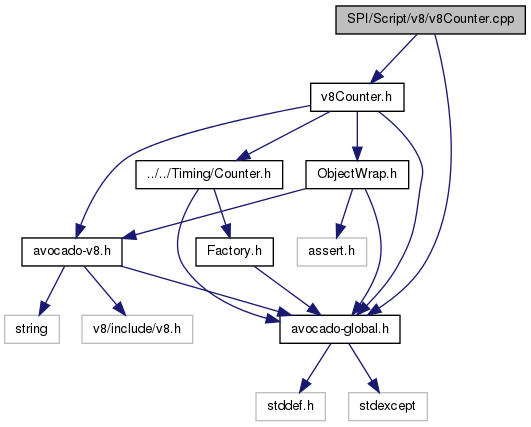 SPI/Script/v8/v8Counter.cpp
v8Counter.h
../../Timing/Counter.h
ObjectWrap.h
avocado-v8.h
Factory.h
assert.h
string
v8/include/v8.h
avocado-global.h
stddef.h
stdexcept